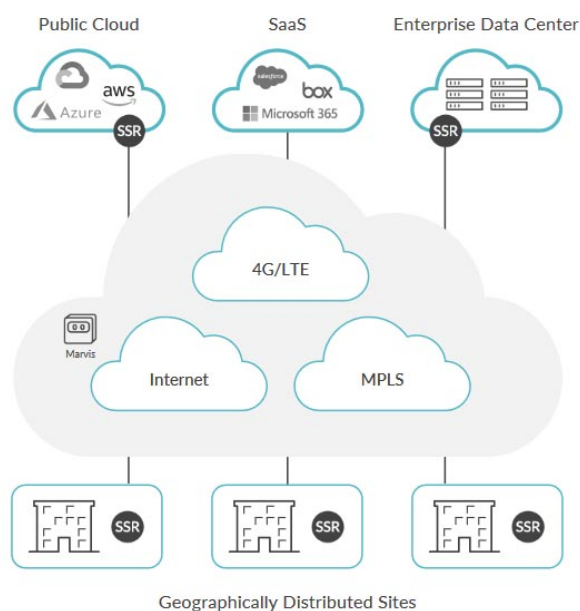 Public Cloud
SaaS
Enterprise Data Center
aws
Azure
SSR
salesforce
box
Microsoft 365
SSR
4G/LTE
Marvis
Internet
MPLS
SSR
SSR
SSR
Geographically Distributed Sites